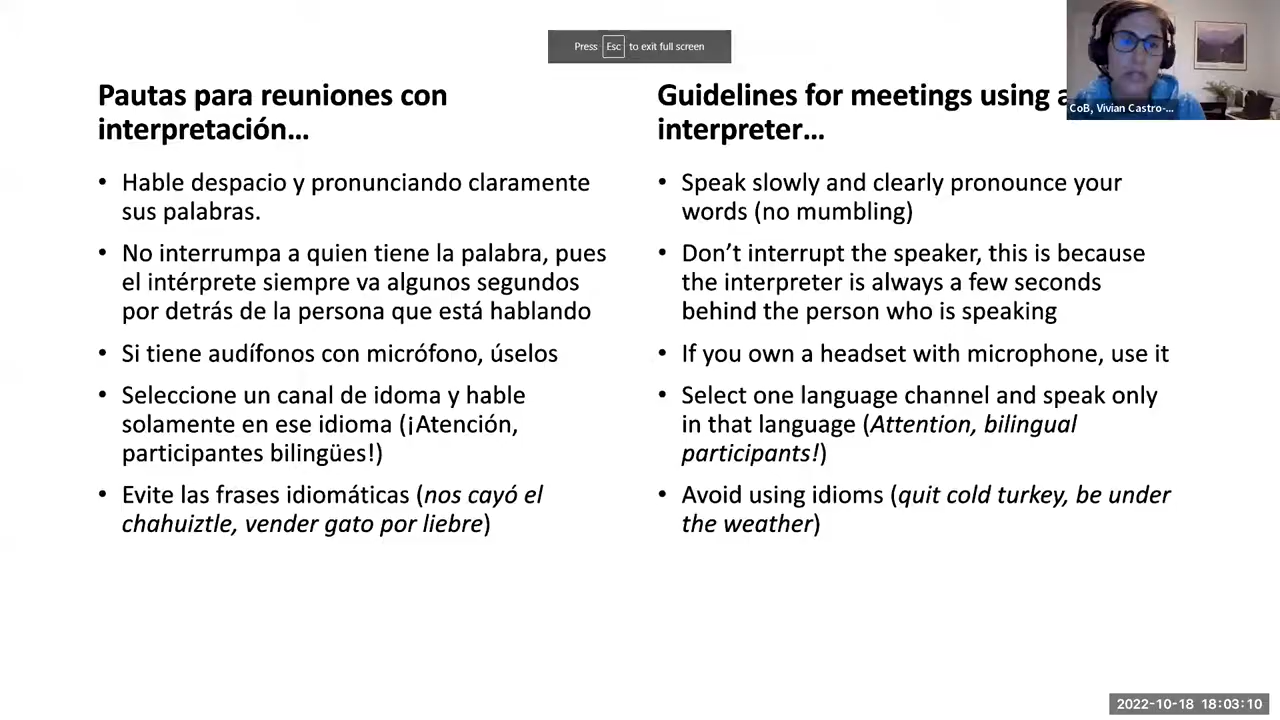 Press Esc to exit full screen
Pautas para reuniones con
interpretación...
• Hable despacio y pronunciando claramente
sus palabras.
• No interrumpa a quien tiene la palabra, pues
el intérprete siempre va algunos segundos
por detrás de la persona que está hablando
• Si tiene audífonos con micrófono, úselos
• Seleccione un canal de idoma y hable
solamente en ese idioma (¡Atención,
participantes bilingües!)
• Evite las frases idiomáticas (nos cayó el
chahuiztle, vender gato por liebre)
Guidelines for meetings using
interpreter...
• Speak slowly and clearly pronounce your
words (no mumbling)
• Don’t interrupt the speaker, this is because
the interpreter is always a few seconds
behind the person who is speaking
• If you own a headset with microphone, use it
• Select one language channel and speak only
in that language (Attention, bilingual
participants!)
• Avoid using idioms (quit cold turkey, be under
the weather)
CoB, Vivian Castro-...
2022-10-18 18:03:10